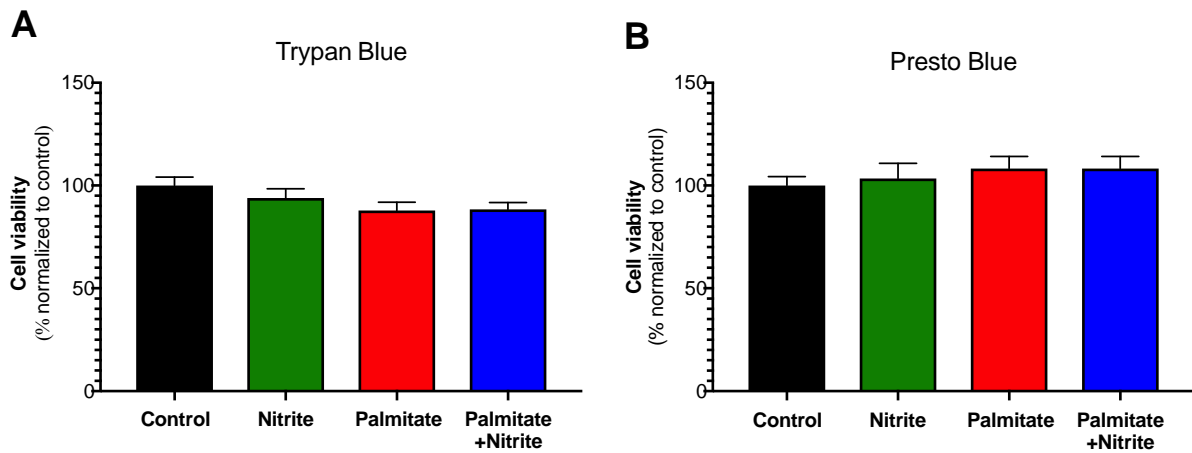 A
Trypan Blue
Cell viability
(% normalized to control)
150
100
50
0
Control
Nitrite
Palmitate
Palmitate
+Nitrite
B
Presto Blue
Cell viability
(% normalized to control)
150
100
50
0
Control
Nitrite
Palmitate
Palmitate
+Nitrite